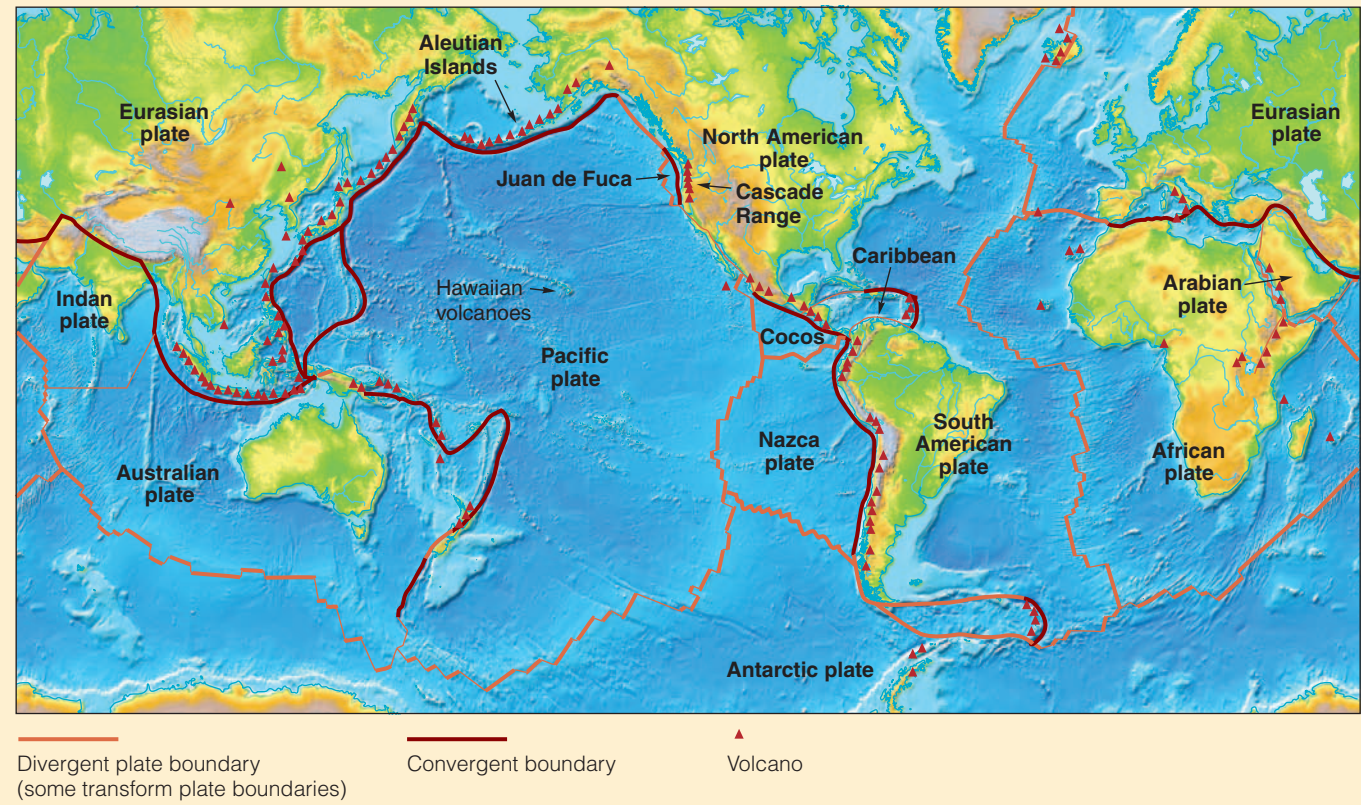 Aleutian
Islands
Eurasian
plate
Eurasian
plate
North American
plate
Juan de Fuca
Cascade
Range
Caribbean
Arabian
plate
Hawaiian
volcanoes
Indan
plate
Cocos
Pacific
plate
South
American
plate
Nazca
plate
African
plate
Australian
plate
Antarctic plate
Divergent plate boundary
(some transform plate boundaries)
Convergent boundary
Volcano